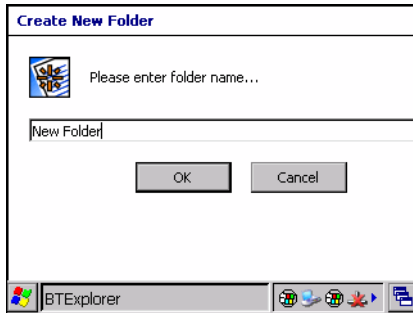 Create New Folder
Please enter folder name...
New Folder
OK
Cancel
BTExplorer